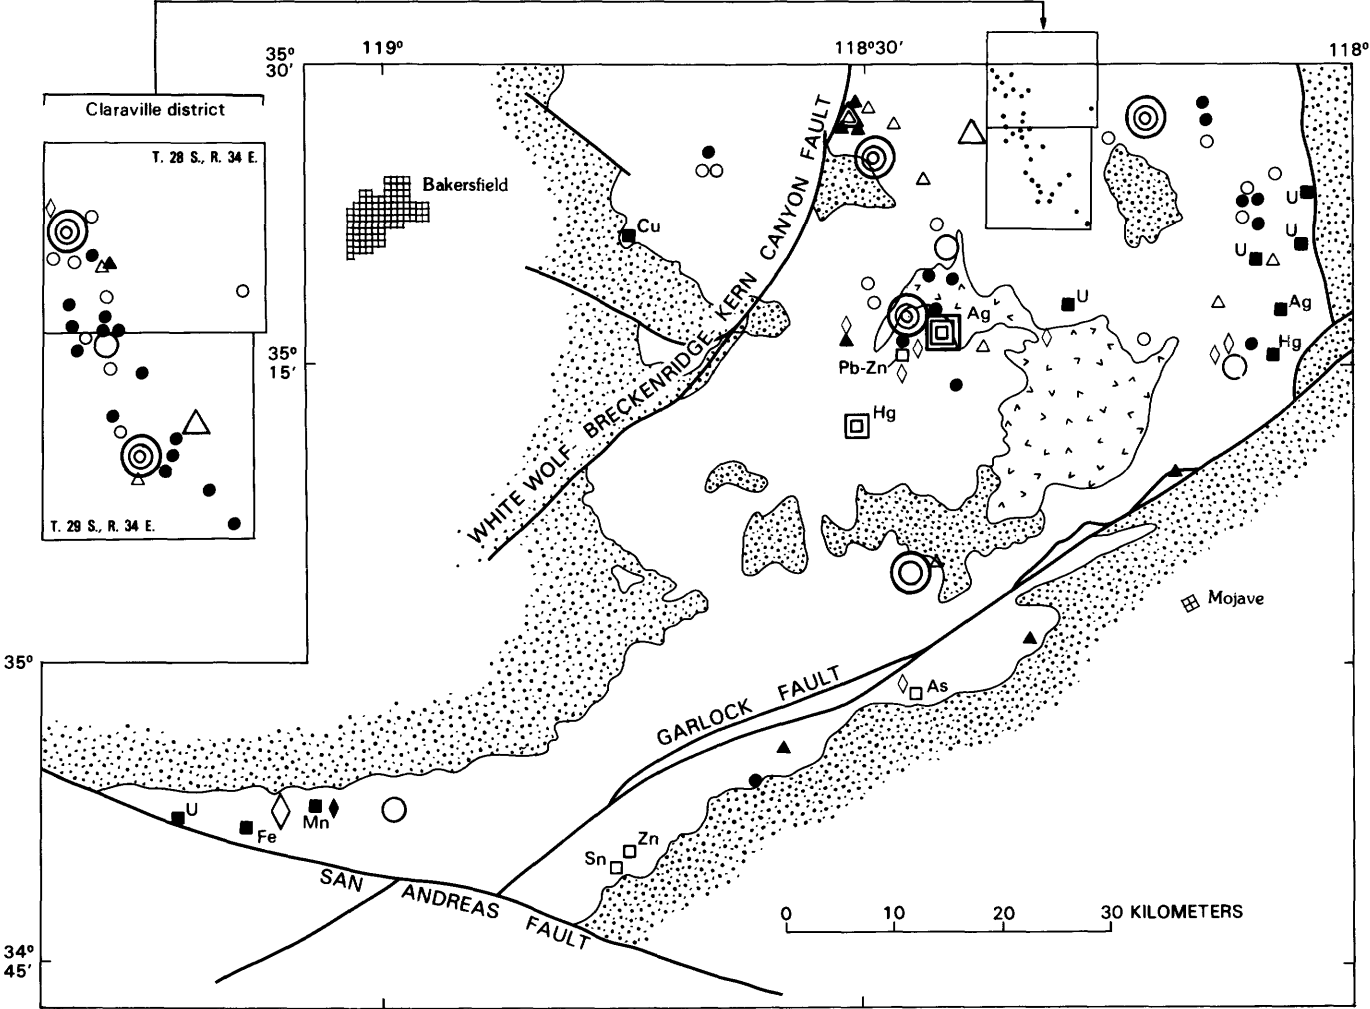 119°
118°30′
118°
35°
30′
Claraville district
T. 28 S., R. 34 E.
Bakersfield
KERN CANYON FAULT
Cu
U
U
U
U
Ag
Ag
Hg
35°
15′
Pb-Zn
BRECKENRIDGE
Hg
WHITE WOLF
T. 29 S., R. 34 E.
Mojave
35°
As
GARLOCK FAULT
U
Fe
Mn
Zn
Sn
SAN ANDREAS FAULT
0 10 20 30 KILOMETERS
34°
45′